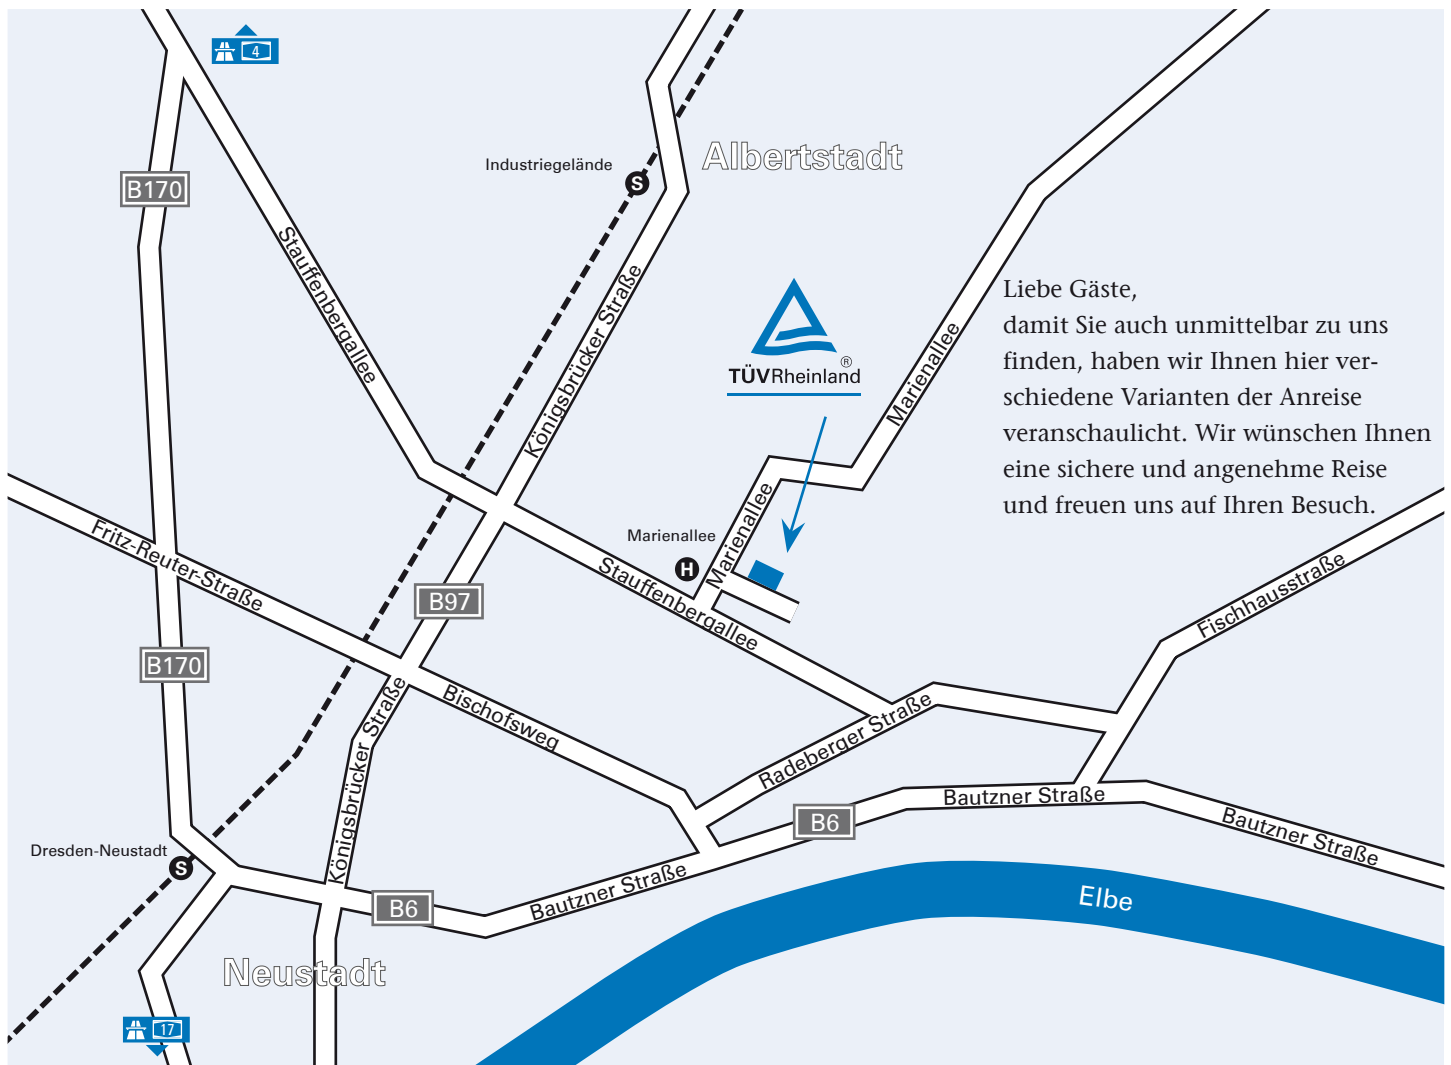 4
Albertstadt
Industriegelände
S
B170
Stauffenbergallee
Königsbrücker Straße
Liebe Gäste,
damit Sie auch unmittelbar zu uns
finden, haben wir Ihnen hier ver-
schiedene Varianten der Anreise
veranschaulicht. Wir wünschen Ihnen
eine sichere und angenehme Reise
und freuen uns auf Ihren Besuch.
®
TÜVRheinland
Marienallee
Marienallee
Marienallee
H
Fritz-Reuter-Straße
Stauffenbergallee
B97
Fischhausstraße
B170
Bischofsweg
Königsbrücker Straße
Radeberger Straße
Bautzner Straße
B6
Bautzner Straße
Dresden-Neustadt
S
Bautzner Straße
B6
Elbe
Neustadt
17